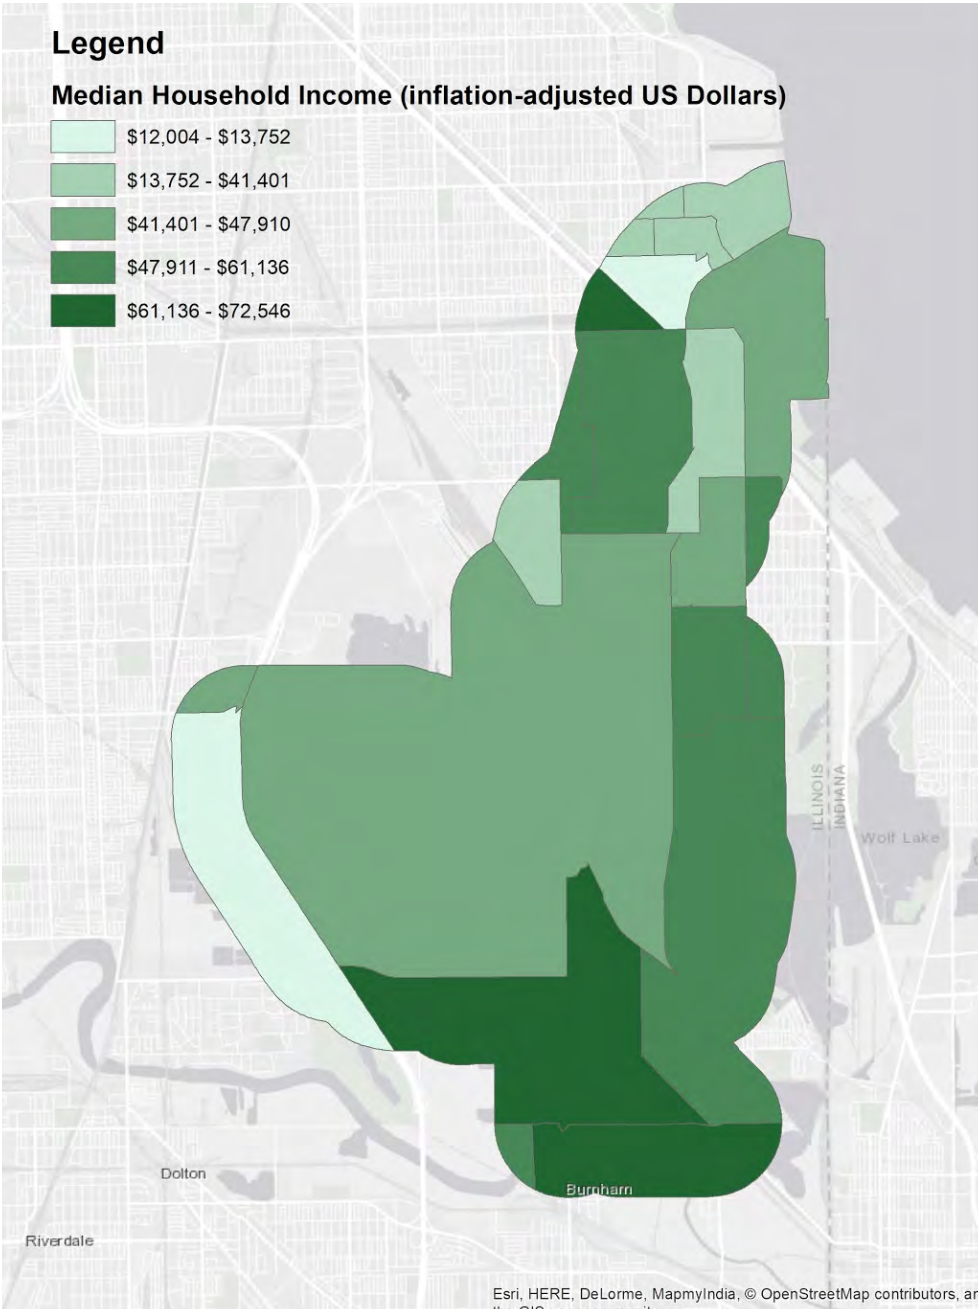 Legend
Median Household Income (inflation-adjusted US Dollars)
$12,004 - $13,752
$13,752 - $41,401
$41,401 - $47,910
$47,911 - $61,136
$61,136 - $72,546
ILLINOIS
INDIANA
Wolf Lake
Dolton
Burnham
Riverdale
Esri, HERE, DeLorme, MapmyIndia, © OpenStreetMap contributors,